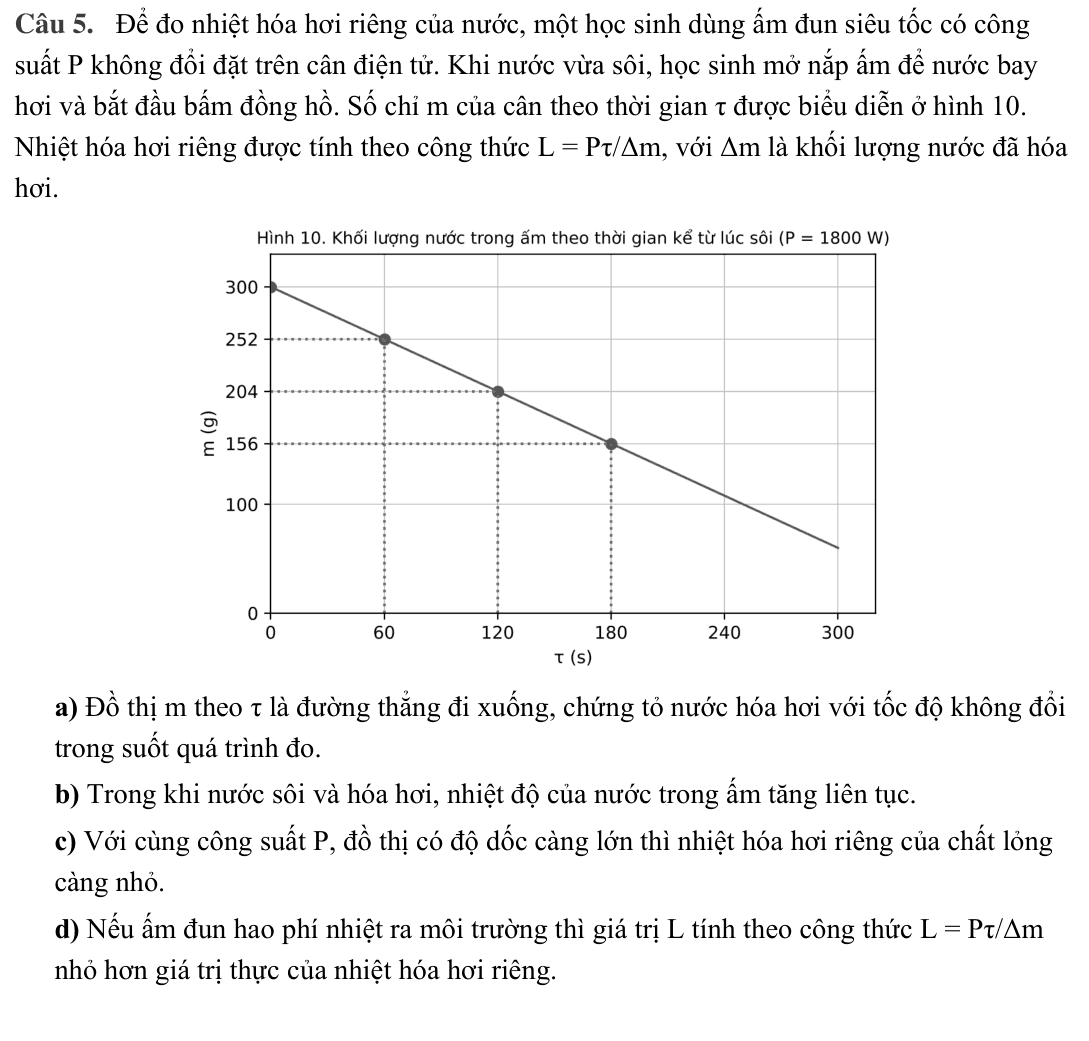 Câu 5. Để đo nhiệt hóa hơi riêng của nước, một học sinh dùng ấm đun siêu tốc có công
suất P không đổi đặt trên cân điện tử. Khi nước vừa sôi, học sinh mở nắp ấm để nước bay
hơi và bắt đầu bấm đồng hồ. Số chỉ m của cân theo thời gian τ được biểu diễn ở hình 10.
Nhiệt hóa hơi riêng được tính theo công thức L = Pτ/Δm, với Δm là khối lượng nước đã hóa
hơi.
Hình 10. Khối lượng nước trong ấm theo thời gian kể từ lúc sôi (P = 1800 W)
300
252
204
156
100
0
m (g)
0 60 120 180 240 300
τ (s)
a) Đồ thị m theo τ là đường thẳng đi xuống, chứng tỏ nước hóa hơi với tốc độ không đổi
trong suốt quá trình đo.
b) Trong khi nước sôi và hóa hơi, nhiệt độ của nước trong ấm tăng liên tục.
c) Với cùng công suất P, đồ thị có độ dốc càng lớn thì nhiệt hóa hơi riêng của chất lỏng
càng nhỏ.
d) Nếu ấm đun hao phí nhiệt ra môi trường thì giá trị L tính theo công thức L = Pτ/Δm
nhỏ hơn giá trị thực của nhiệt hóa hơi riêng.